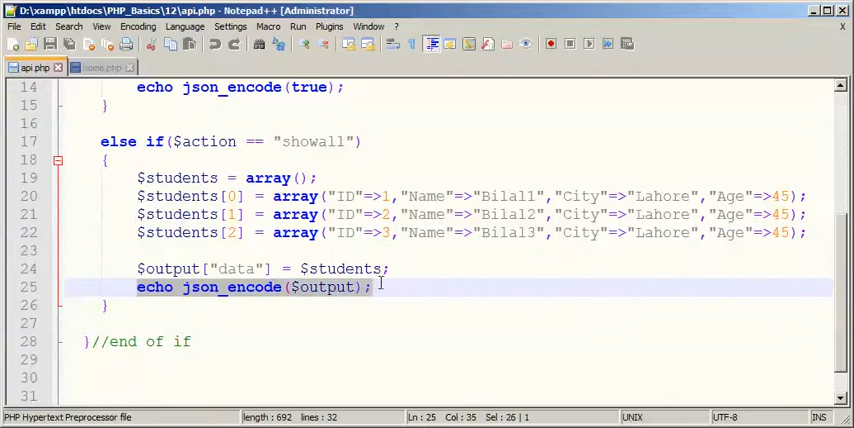 D:\xampp\htdocs\PHP_Basics\12\api.php - Notepad++ [Administrator]
File Edit Search View Encoding Language Settings Macro Run Plugins Window ? X
api.php home.php
14 echo json_encode(true);
15 }
16
17 else if($action == "showall")
18 {
19 $students = array();
20 $students[0] = array("ID"=>1,"Name"=>"Bilal1","City"=>"Lahore","Age"=>45);
21 $students[1] = array("ID"=>2,"Name"=>"Bilal2","City"=>"Lahore","Age"=>45);
22 $students[2] = array("ID"=>3,"Name"=>"Bilal3","City"=>"Lahore","Age"=>45);
23
24 $output["data"] = $students;
25 echo json_encode($output);
26 }
27
28 }//end of if
29
30
31
PHP Hypertext Preprocessor file length : 692 lines : 32 Ln : 25 Col : 35 Sel : 26 | 1 UNIX UTF-8 INS